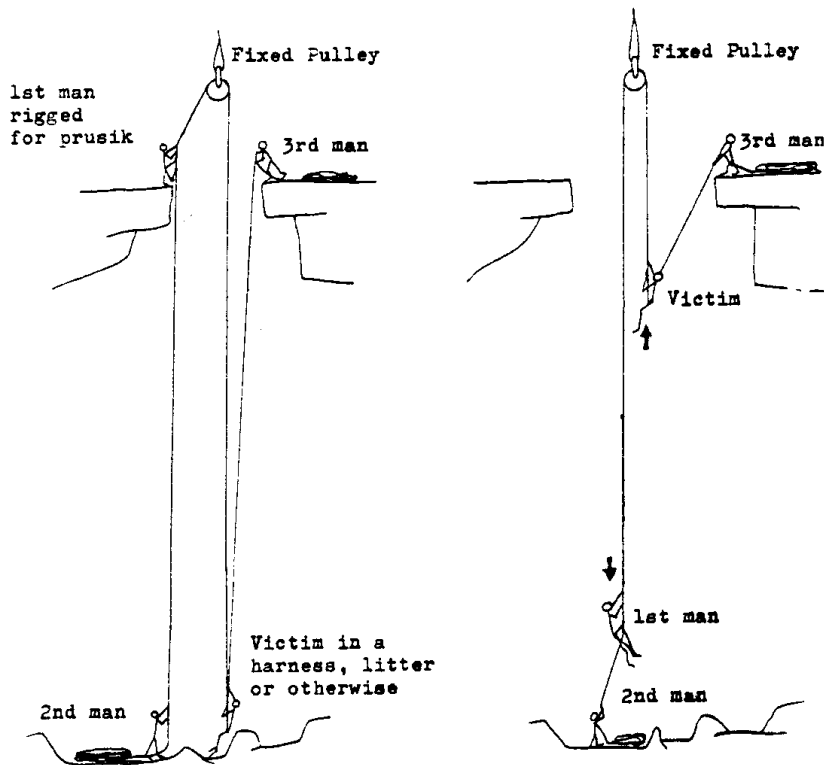 Fixed Pulley
1st man
rigged
for prusik
3rd man
Victim in a
harness, litter
or otherwise
2nd man
Fixed Pulley
3rd man
Victim
1st man
2nd man